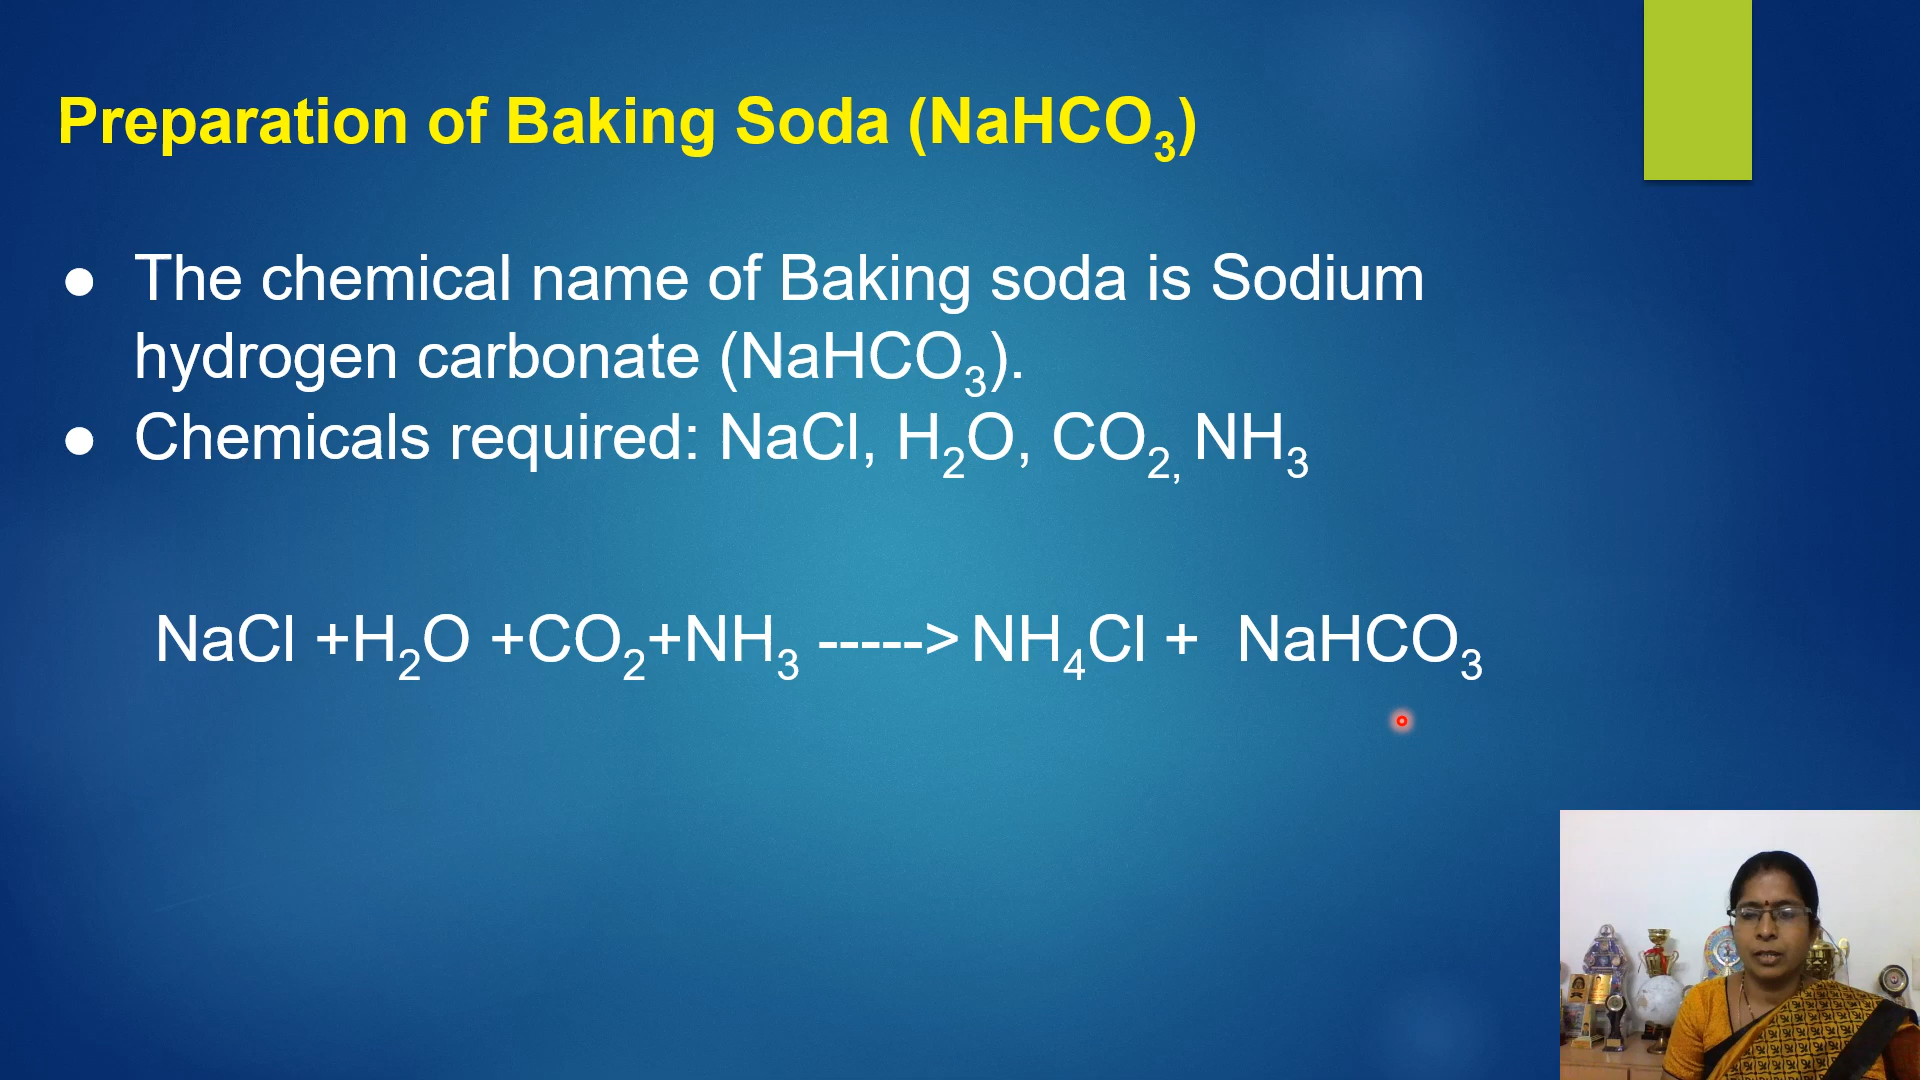 Preparation of Baking Soda (NaHCO₃)
● The chemical name of Baking soda is Sodium
hydrogen carbonate (NaHCO₃).
● Chemicals required: NaCl, H₂O, CO₂, NH₃
NaCl +H₂O +CO₂+NH₃ -----> NH₄Cl + NaHCO₃